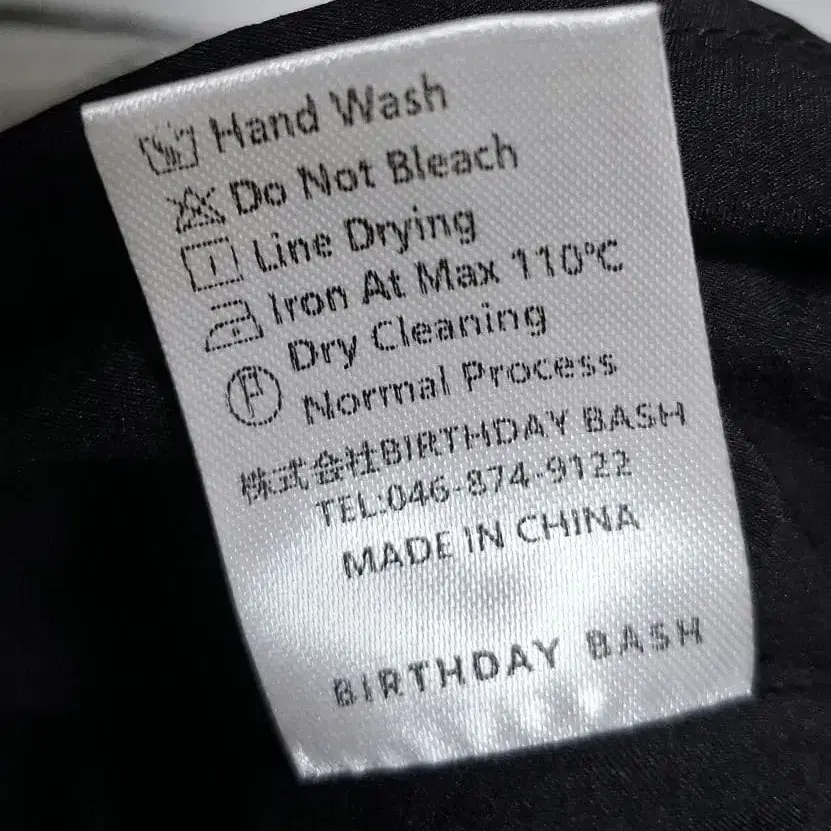 Hand Wash
Do Not Bleach
Line Drying
Iron At Max 110℃
Dry Cleaning
P Normal Process
株式会社BIRTHDAY BASH
TEL:046-874-9122
MADE IN CHINA
BIRTHDAY BASH